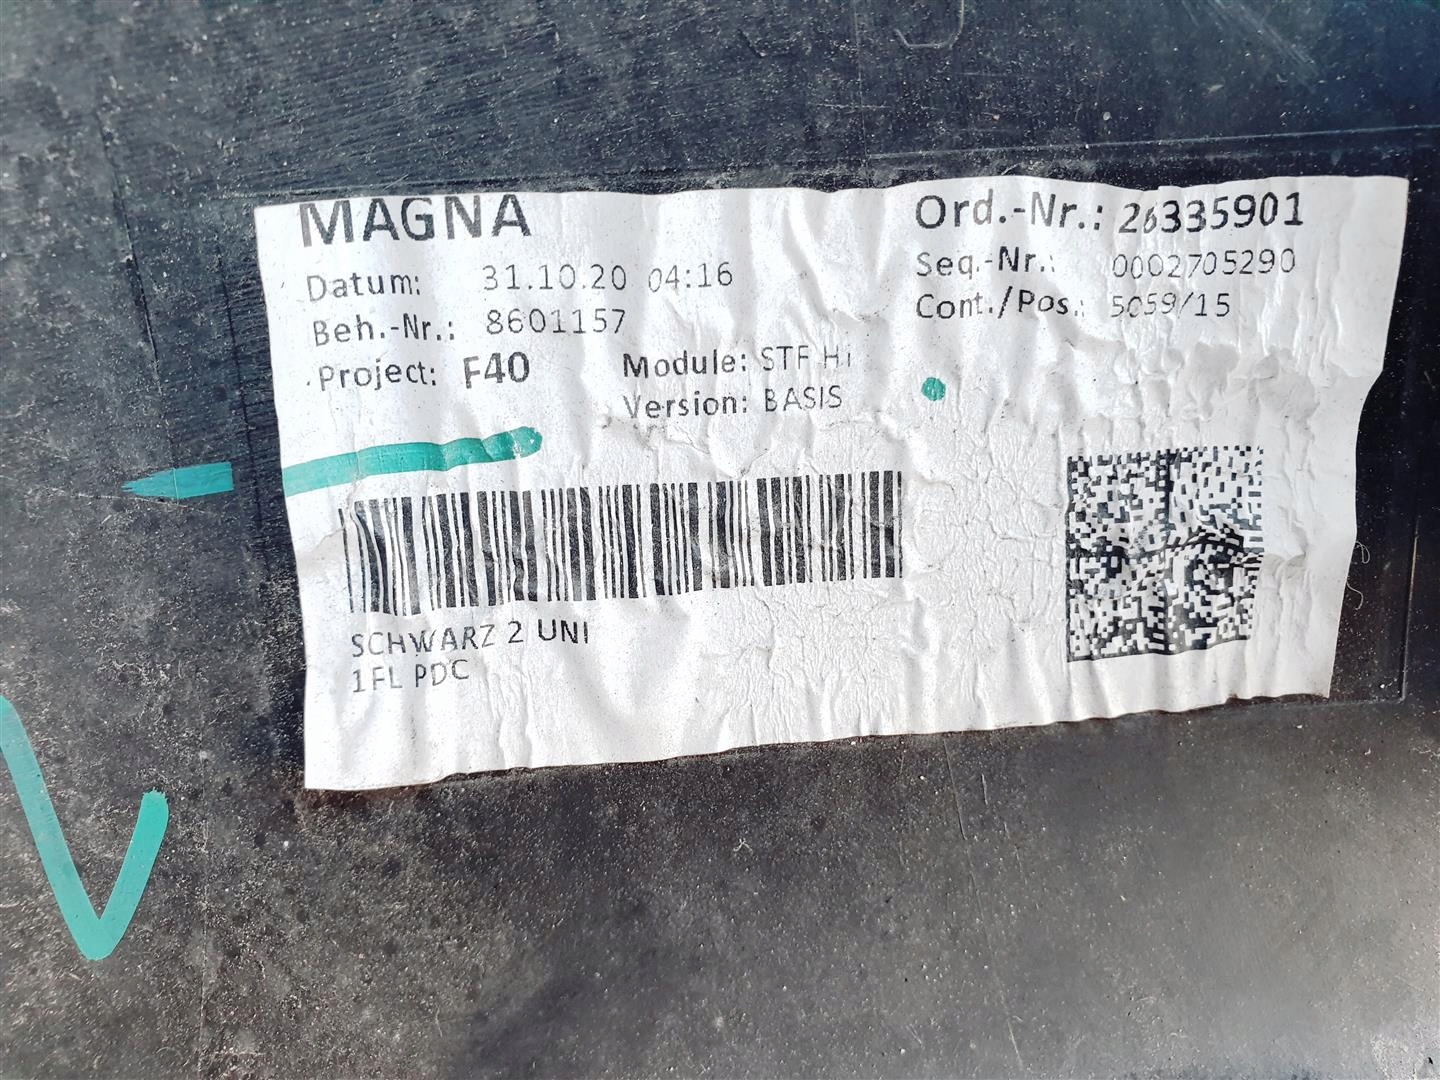 MAGNA
Datum: 31.10.20 04:16
Beh.-Nr.: 8601157
Project: F40
Module: STF Hi
Version: BASIS
Ord.-Nr.: 26335901
Seq.-Nr.: 0002705290
Cont./Pos.: 5059/15
SCHWARZ 2 UNI
1FL PDC